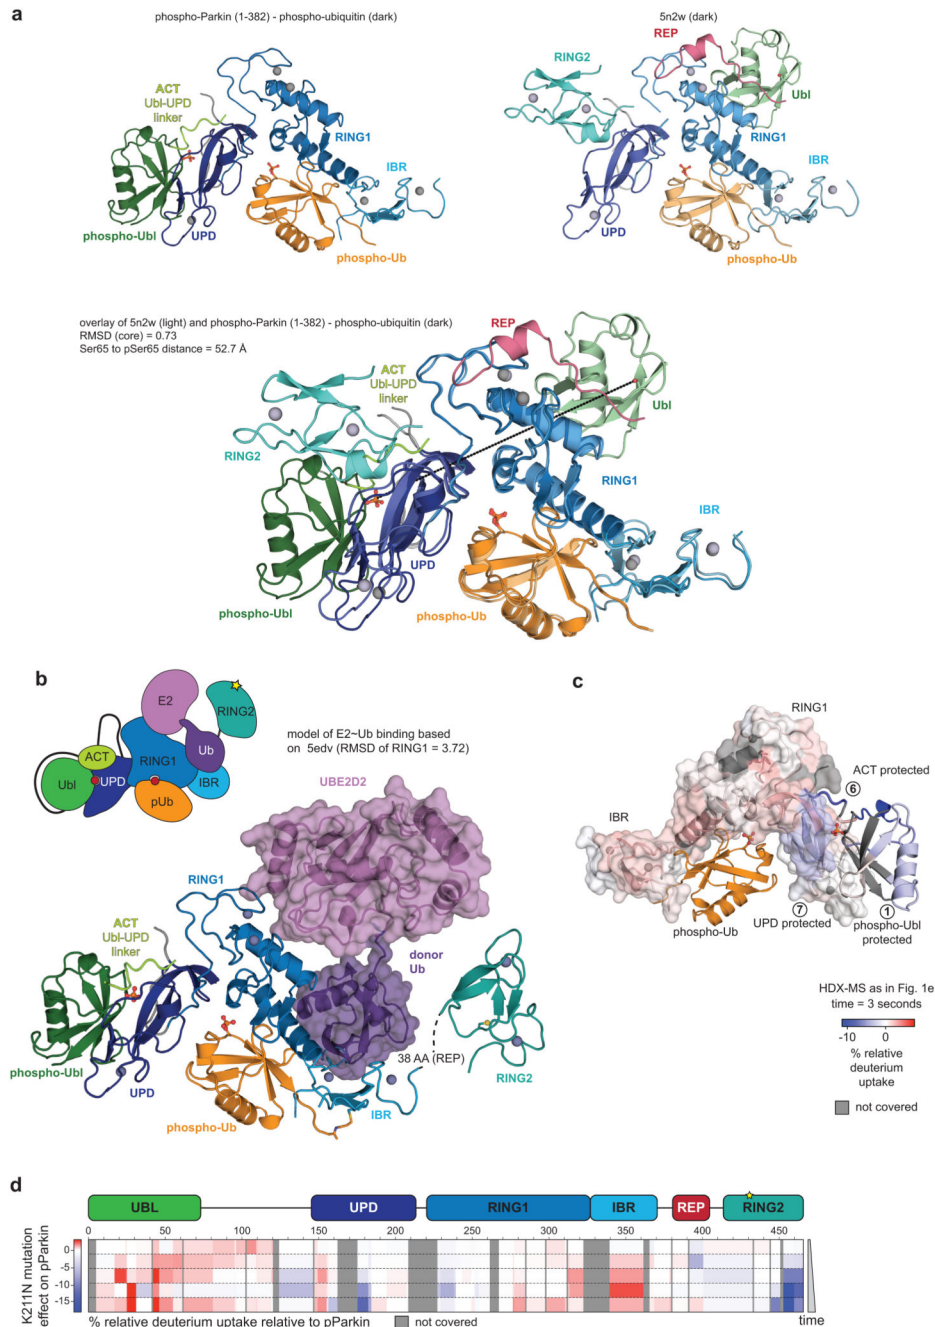 a
phospho-Parkin (1-382) - phospho-ubiquitin (dark)
5n2w (dark)
REP
RING2
Ubl
ACT
Ubl-UPD
linker
RING1
RING1
IBR
IBR
phospho-Ubl
UPD
phospho-Ub
UPD
phospho-Ub
overlay of 5n2w (light) and phospho-Parkin (1-382) - phospho-ubiquitin (dark)
RMSD (core) = 0.73
Ser65 to pSer65 distance = 52.7 Å
REP
ACT
Ubl-UPD
linker
Ubl
RING2
RING1
IBR
UPD
phospho-Ub
phospho-Ubl
b
E2
RING2
ACT
RING1
Ub
Ubl
UPD
IBR
pUb
model of E2~Ub binding based
on 5edv (RMSD of RING1 = 3.72)
UBE2D2
RING1
ACT
Ubl-UPD
linker
donor
Ub
38 AA (REP)
phospho-Ubl
UPD
phospho-Ub
IBR
RING2
c
RING1
ACT protected
6
IBR
7
1
phospho-Ub
UPD protected
phospho-Ubl
protected
HDX-MS as in Fig. 1e
time = 3 seconds
-10 0
% relative
deuterium
uptake
not covered
d
UBL UPD RING1 IBR REP RING2
0 50 100 150 200 250 300 350 400 450
K211N mutation
effect on pParkin
0
-5
-10
-15
% relative deuterium uptake relative to pParkin
not covered
time